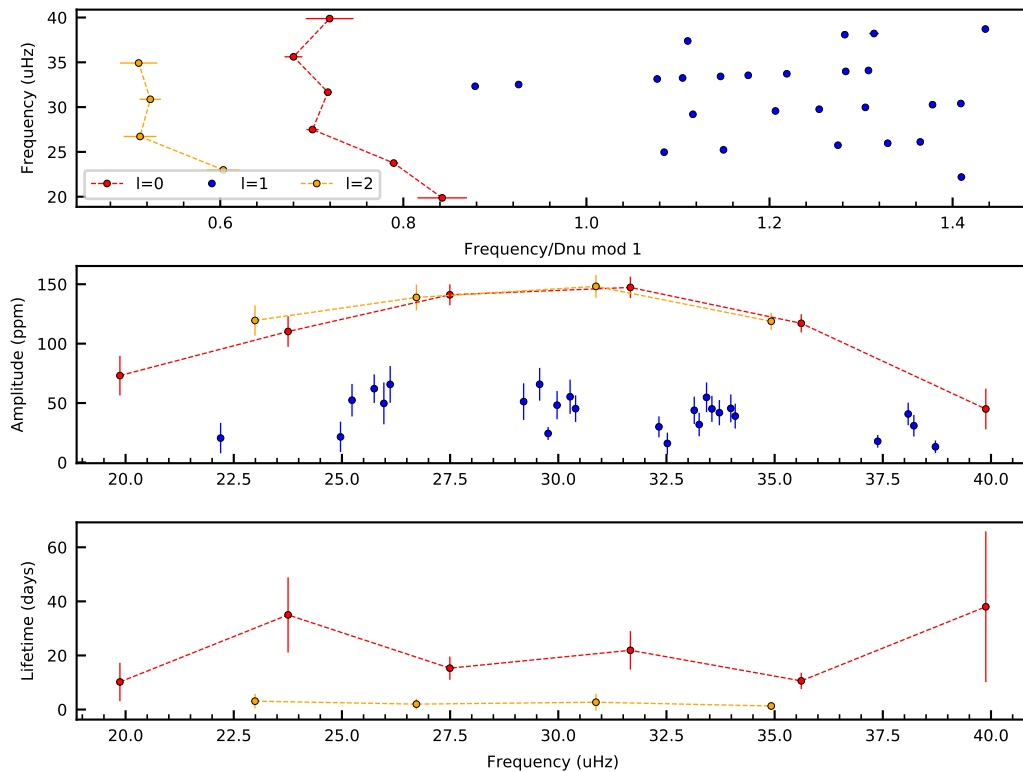 Frequency (uHz)
40
35
30
25
20
l=0 l=1 l=2
0.6 0.8 1.0 1.2 1.4
Frequency/Dnu mod 1
Amplitude (ppm)
150
100
50
0
20.0 22.5 25.0 27.5 30.0 32.5 35.0 37.5 40.0
Lifetime (days)
60
40
20
0
20.0 22.5 25.0 27.5 30.0 32.5 35.0 37.5 40.0
Frequency (uHz)